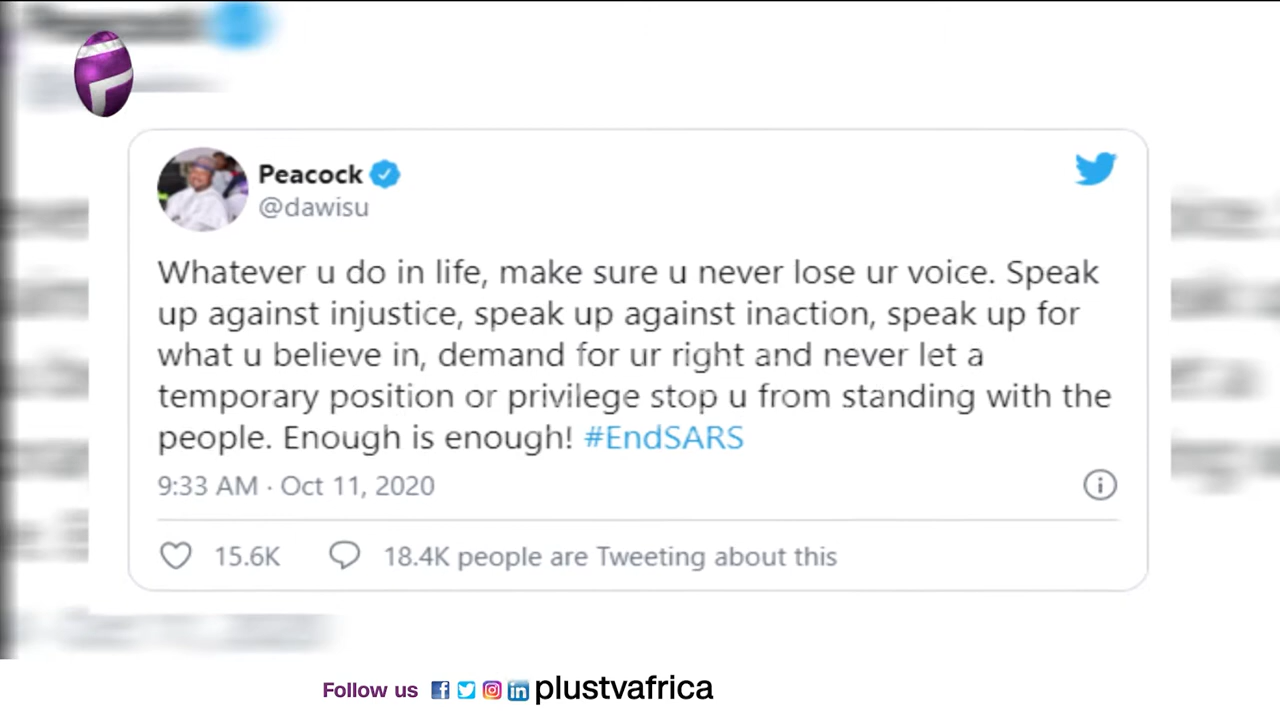 Peacock
@dawisu
Whatever u do in life, make sure u never lose ur voice. Speak
up against injustice, speak up against inaction, speak up for
what u believe in, demand for ur right and never let a
temporary position or privilege stop u from standing with the
people. Enough is enough! #EndSARS
9:33 AM · Oct 11, 2020
15.6K 18.4K people are Tweeting about this
Follow us plustvafrica